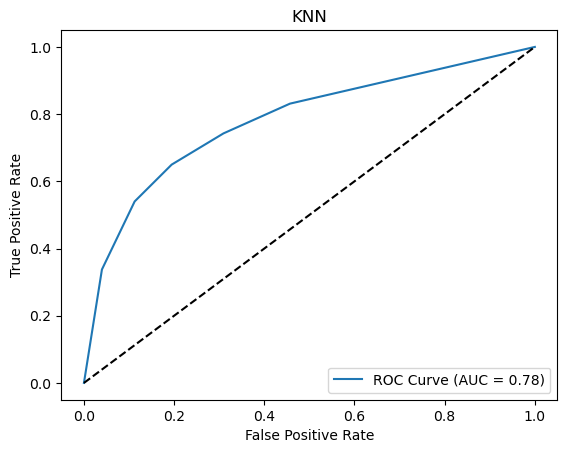 KNN
1.0
0.8
0.6
0.4
0.2
0.0
True Positive Rate
ROC Curve (AUC = 0.78)
0.0 0.2 0.4 0.6 0.8 1.0
False Positive Rate